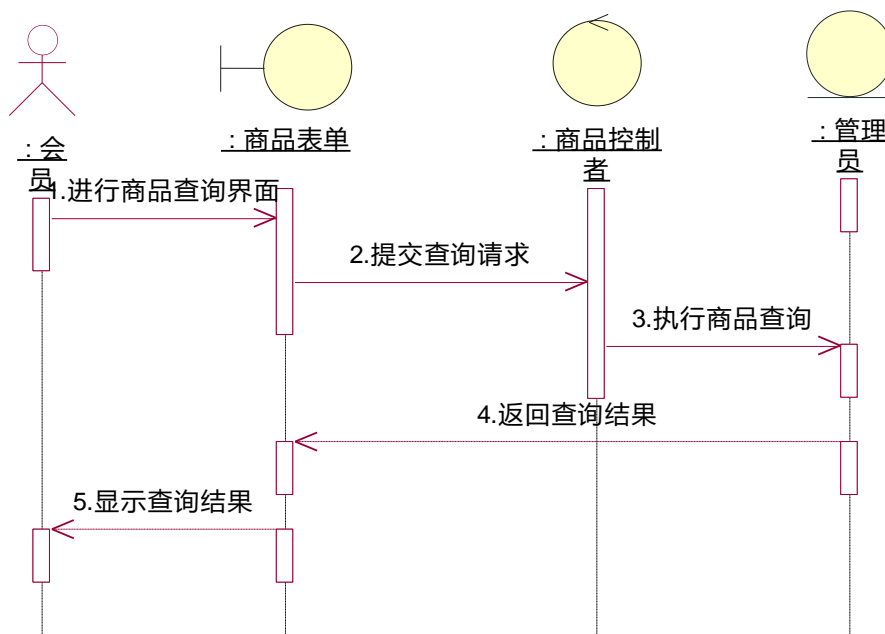 : 会
员
: 商品表单
: 商品控制
者
: 管理
员
1.进行商品查询界面
2.提交查询请求
3.执行商品查询
4.返回查询结果
5.显示查询结果